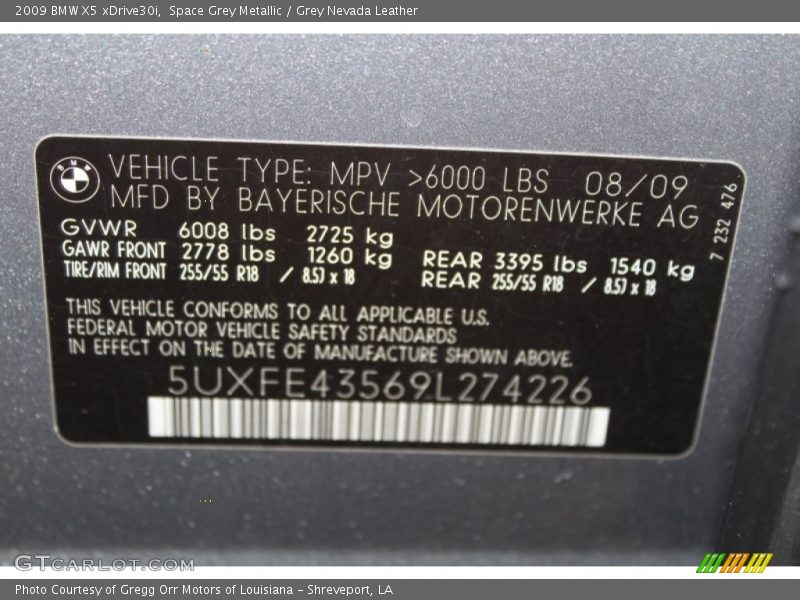 2009 BMW X5 xDrive30i,  Space Grey Metallic / Grey Nevada Leather
BMW
VEHICLE TYPE: MPV >6000 LBS 08/09
MFD BY BAYERISCHE MOTORENWERKE AG
GVWR 6008 lbs 2725 kg
GAWR FRONT 2778 lbs 1260 kg REAR 3395 lbs 1540 kg
TIRE/RIM FRONT 255/55 R18 / 8.5J x 18 REAR 255/55 R18 / 8.5J x 18
7 232 476
THIS VEHICLE CONFORMS TO ALL APPLICABLE U.S.
FEDERAL MOTOR VEHICLE SAFETY STANDARDS
IN EFFECT ON THE DATE OF MANUFACTURE SHOWN ABOVE.
5UXFE43569L274226
GTCARLOT.COM
Photo Courtesy of Gregg Orr Motors of Louisiana - Shreveport, LA